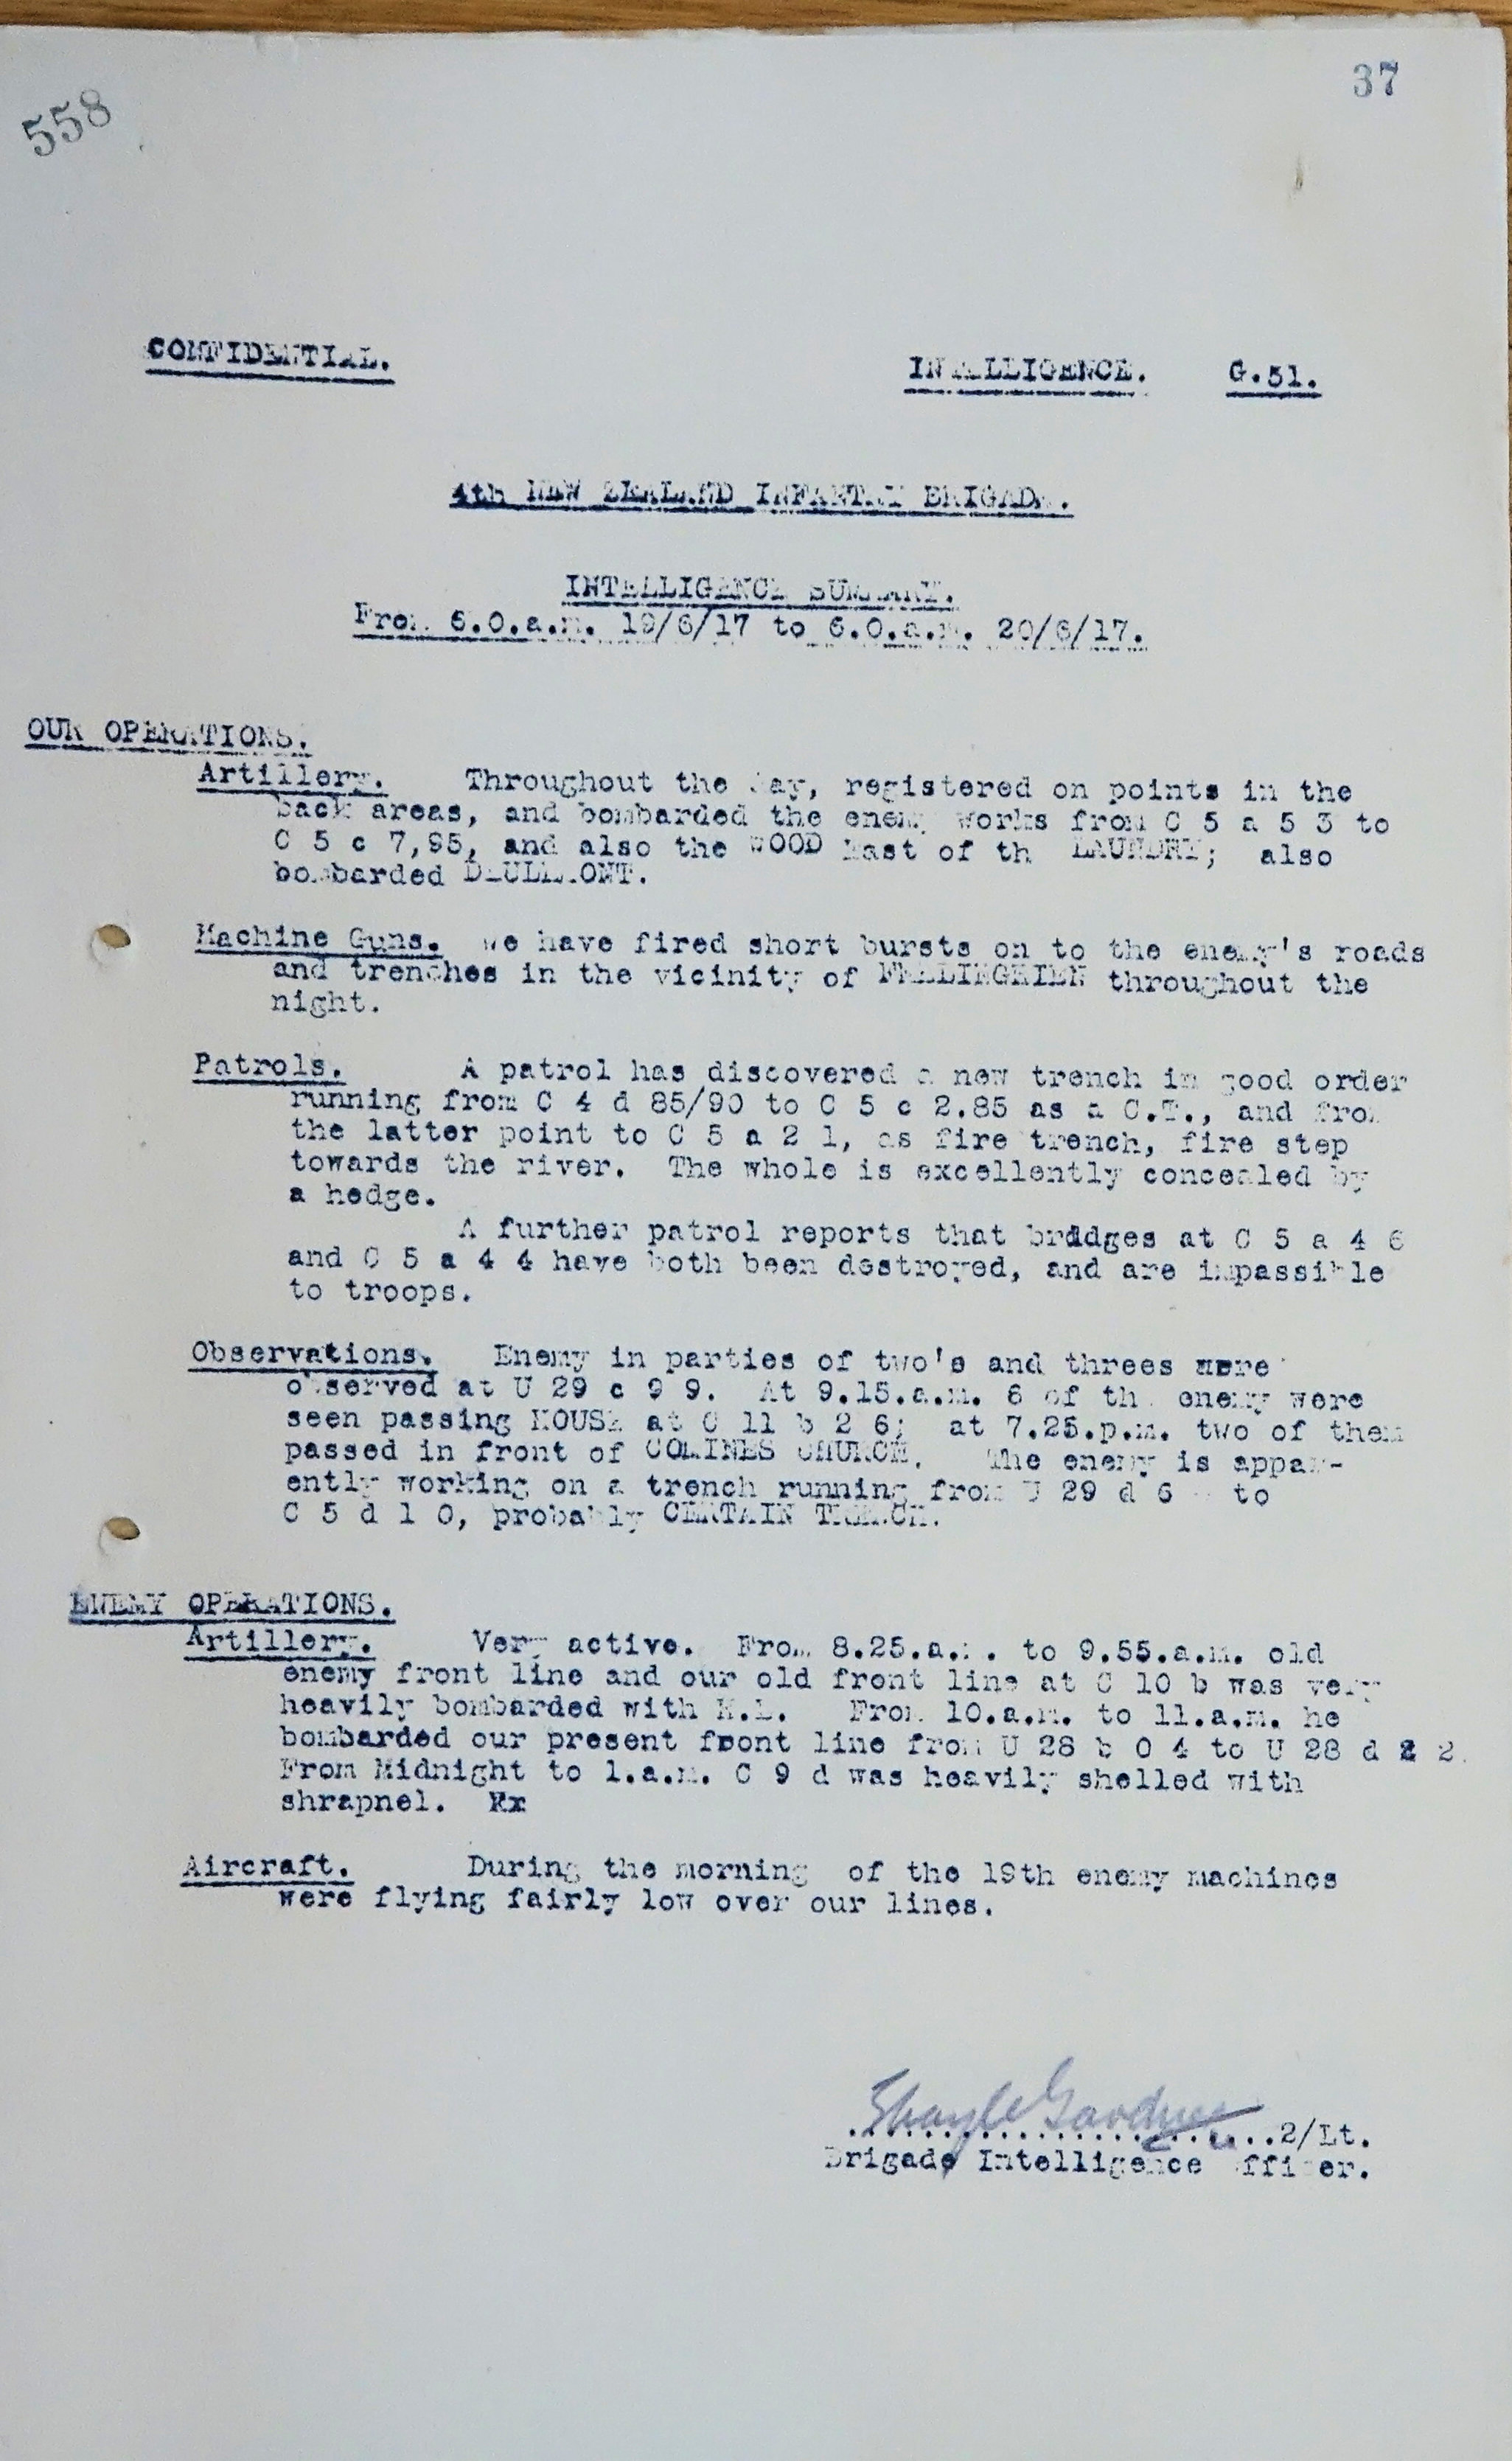 37
558
CONFIDENTIAL.
INTELLIGENCE. G.51.
4th NEW ZEALAND INFANTRY BRIGADE.
INTELLIGENCE SUMMARY.
From 6.0.a.m. 19/6/17 to 6.0.a.m. 20/6/17.
OUR OPERATIONS.
Artillery. Throughout the day, registered on points in the
back areas, and bombarded the enemy works from C 5 a 5 3 to
C 5 c 7,95, and also the WOOD East of the LAUNDRY; also
bombarded DEULEMONT.
Machine Guns. We have fired short bursts on to the enemy's roads
and trenches in the vicinity of FRELINGHIEN throughout the
night.
Patrols. A patrol has discovered a new trench in good order
running from C 4 d 85/90 to C 5 c 2.85 as a C.T., and from
the latter point to C 5 a 2 1, as fire trench, fire step
towards the river. The whole is excellently concealed by
a hedge.
A further patrol reports that bridges at C 5 a 4 6
and C 5 a 4 4 have both been destroyed, and are impassible
to troops.
Observations. Enemy in parties of two's and threes were
observed at U 29 c 9 9. At 9.15.a.m. 6 of the enemy were
seen passing HOUSE at C 11 b 2 6; at 7.25.p.m. two of them
passed in front of COMINES CHURCH. The enemy is appar-
ently working on a trench running from U 29 d 6 to
C 5 d 1 0, probably CERTAIN TRENCH.
ENEMY OPERATIONS.
Artillery. Very active. From 8.25.a.m. to 9.55.a.m. old
enemy front line and our old front line at C 10 b was very
heavily bombarded with H.E. From 10.a.m. to 11.a.m. he
bombarded our present front line from U 28 b 0 4 to U 28 d 2 2.
From Midnight to 1.a.m. C 9 d was heavily shelled with
shrapnel. Ex
Aircraft. During the morning of the 19th enemy machines
were flying fairly low over our lines.
Shayle Gardner 2/Lt.
Brigade Intelligence Officer.